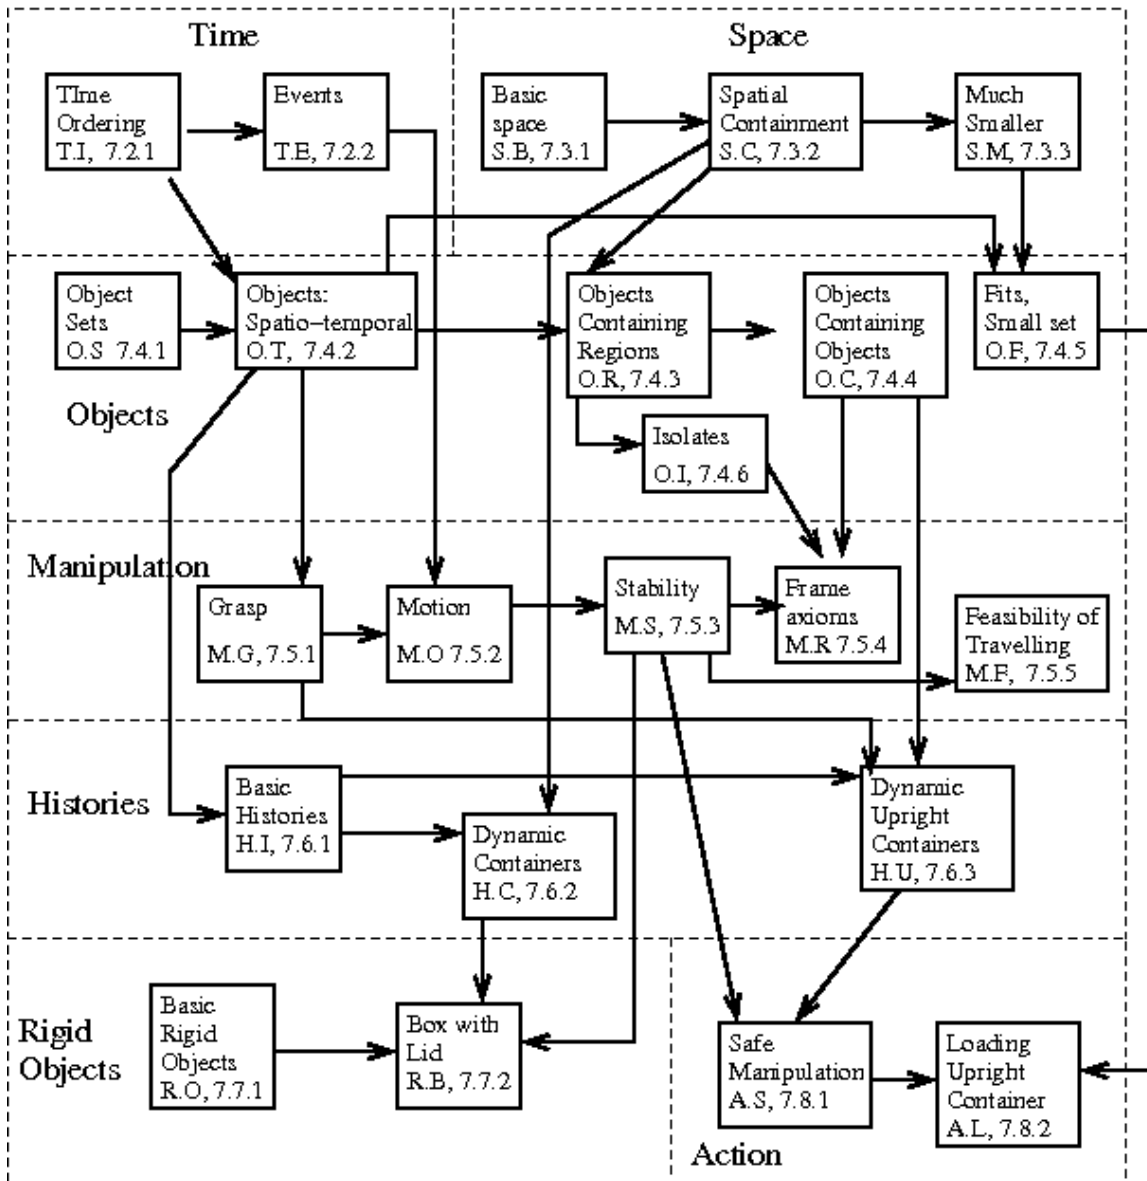 Time
Space
TIme
Ordering
T.I, 7.2.1
Events
T.E, 7.2.2
Basic
space
S.B, 7.3.1
Spatial
Containment
S.C, 7.3.2
Much
Smaller
S.M, 7.3.3
Object
Sets
O.S 7.4.1
Objects:
Spatio-temporal
O.T, 7.4.2
Objects
Containing
Regions
O.R, 7.4.3
Objects
Containing
Objects
O.C, 7.4.4
Fits,
Small set
O.F, 7.4.5
Objects
Isolates
O.I, 7.4.6
Manipulation
Grasp
M.G, 7.5.1
Motion
M.O 7.5.2
Stability
M.S, 7.5.3
Frame
axioms
M.R 7.5.4
Feasibility of
Travelling
M.F, 7.5.5
Histories
Basic
Histories
H.I, 7.6.1
Dynamic
Containers
H.C, 7.6.2
Dynamic
Upright
Containers
H.U, 7.6.3
Rigid
Objects
Basic
Rigid
Objects
R.O, 7.7.1
Box with
Lid
R.B, 7.7.2
Safe
Manipulation
A.S, 7.8.1
Loading
Upright
Container
A.L, 7.8.2
Action